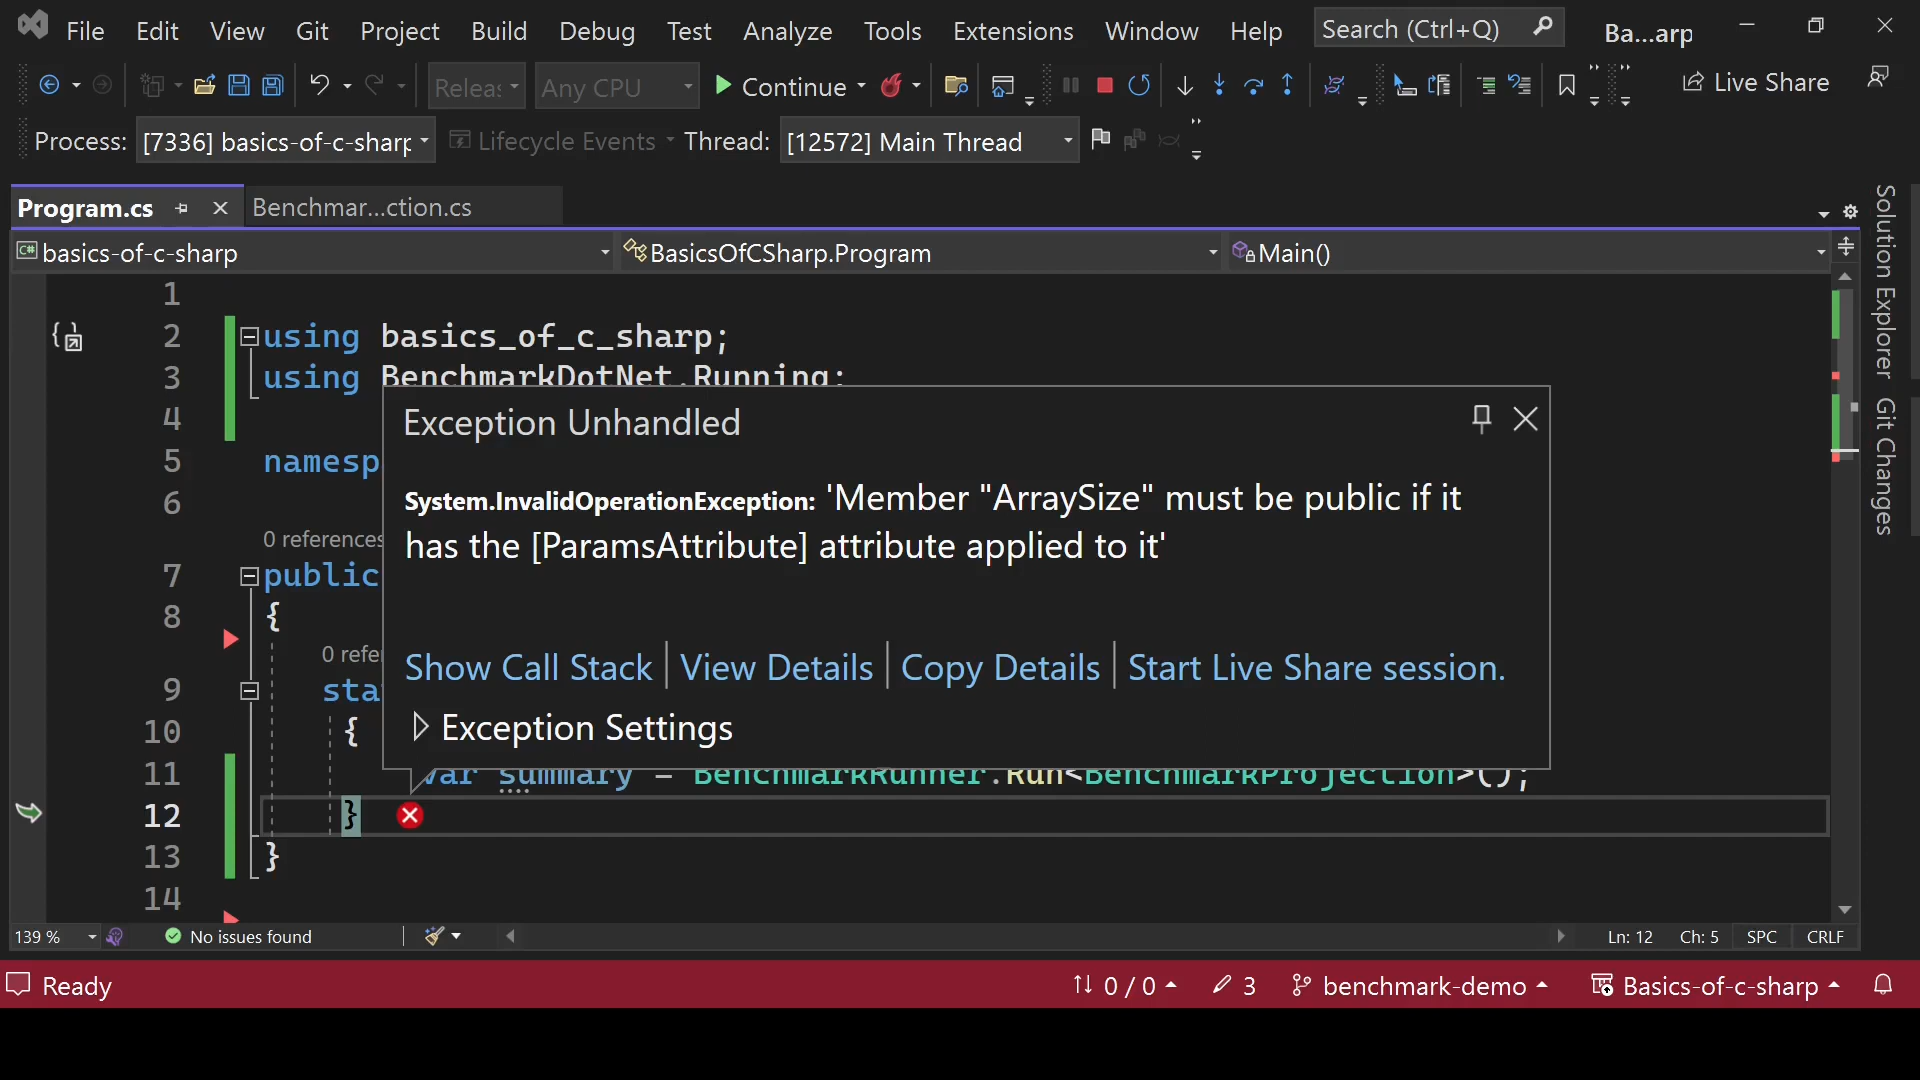 File Edit View Git Project Build Debug Test Analyze Tools Extensions Window Help Search (Ctrl+Q) Ba...arp
Releas Any CPU Continue Live Share
Process: [7336] basics-of-c-sharp Lifecycle Events Thread: [12572] Main Thread
Program.cs Benchmar...ction.cs
C# basics-of-c-sharp BasicsOfCSharp.Program Main()
Solution Explorer
Git Changes
1
2 using basics_of_c_sharp;
3 using BenchmarkDotNet.Running;
4
Exception Unhandled
5 namesp
6
System.InvalidOperationException: 'Member "ArraySize" must be public if it
has the [ParamsAttribute] attribute applied to it'
0 references
7 public
8 {
0 refe
Show Call Stack View Details Copy Details Start Live Share session.
9 sta
10 {
Exception Settings
11 var summary = BenchmarkRunner.Run<BenchmarkProjection>();
12 }
13 }
14
139 % No issues found Ln: 12 Ch: 5 SPC CRLF
Ready 0 / 0 3 benchmark-demo Basics-of-c-sharp